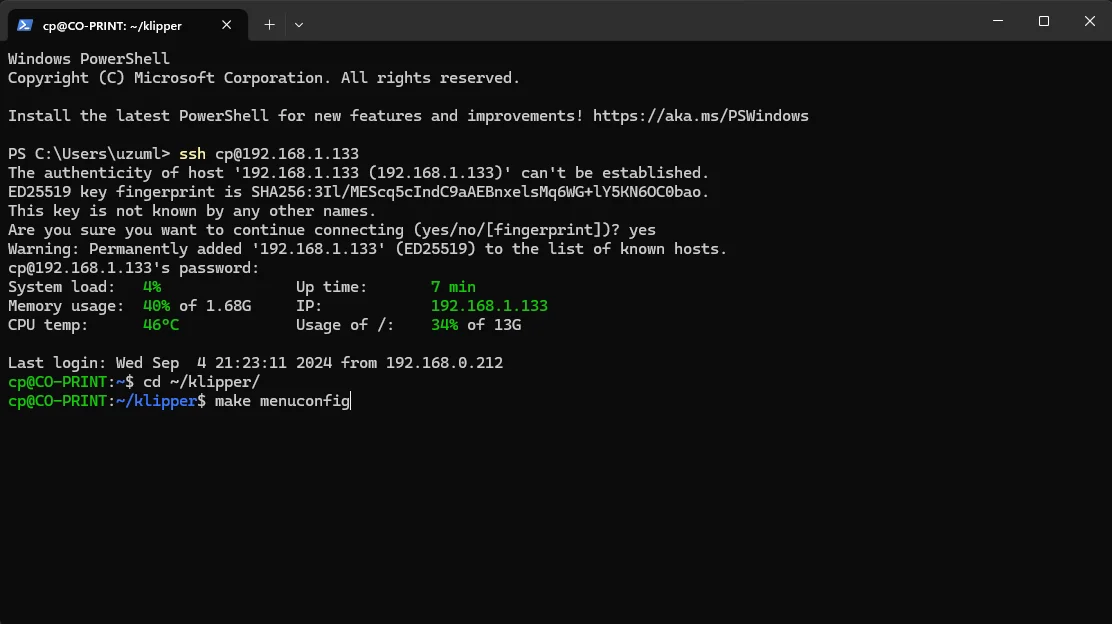 cp@CO-PRINT: ~/klipper
Windows PowerShell
Copyright (C) Microsoft Corporation. All rights reserved.
Install the latest PowerShell for new features and improvements! https://aka.ms/PSWindows
PS C:\Users\uzuml> ssh cp@192.168.1.133
The authenticity of host '192.168.1.133 (192.168.1.133)' can't be established.
ED25519 key fingerprint is SHA256:3Il/MEScq5cIndC9aAEBnxelsMq6WG+lY5KN6OC0bao.
This key is not known by any other names.
Are you sure you want to continue connecting (yes/no/[fingerprint])? yes
Warning: Permanently added '192.168.1.133' (ED25519) to the list of known hosts.
cp@192.168.1.133's password:
System load: 4% Up time: 7 min
Memory usage: 40% of 1.68G IP: 192.168.1.133
CPU temp: 46°C Usage of /: 34% of 13G
Last login: Wed Sep  4 21:23:11 2024 from 192.168.0.212
cp@CO-PRINT:~$ cd ~/klipper/
cp@CO-PRINT:~/klipper$ make menuconfig